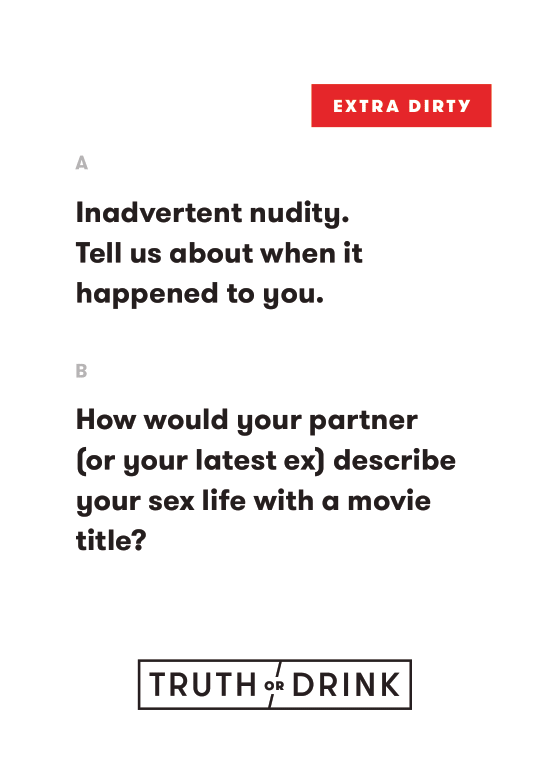 EXTRA DIRTY
A
Inadvertent nudity.
Tell us about when it
happened to you.
B
How would your partner
(or your latest ex) describe
your sex life with a movie
title?
TRUTH OR DRINK